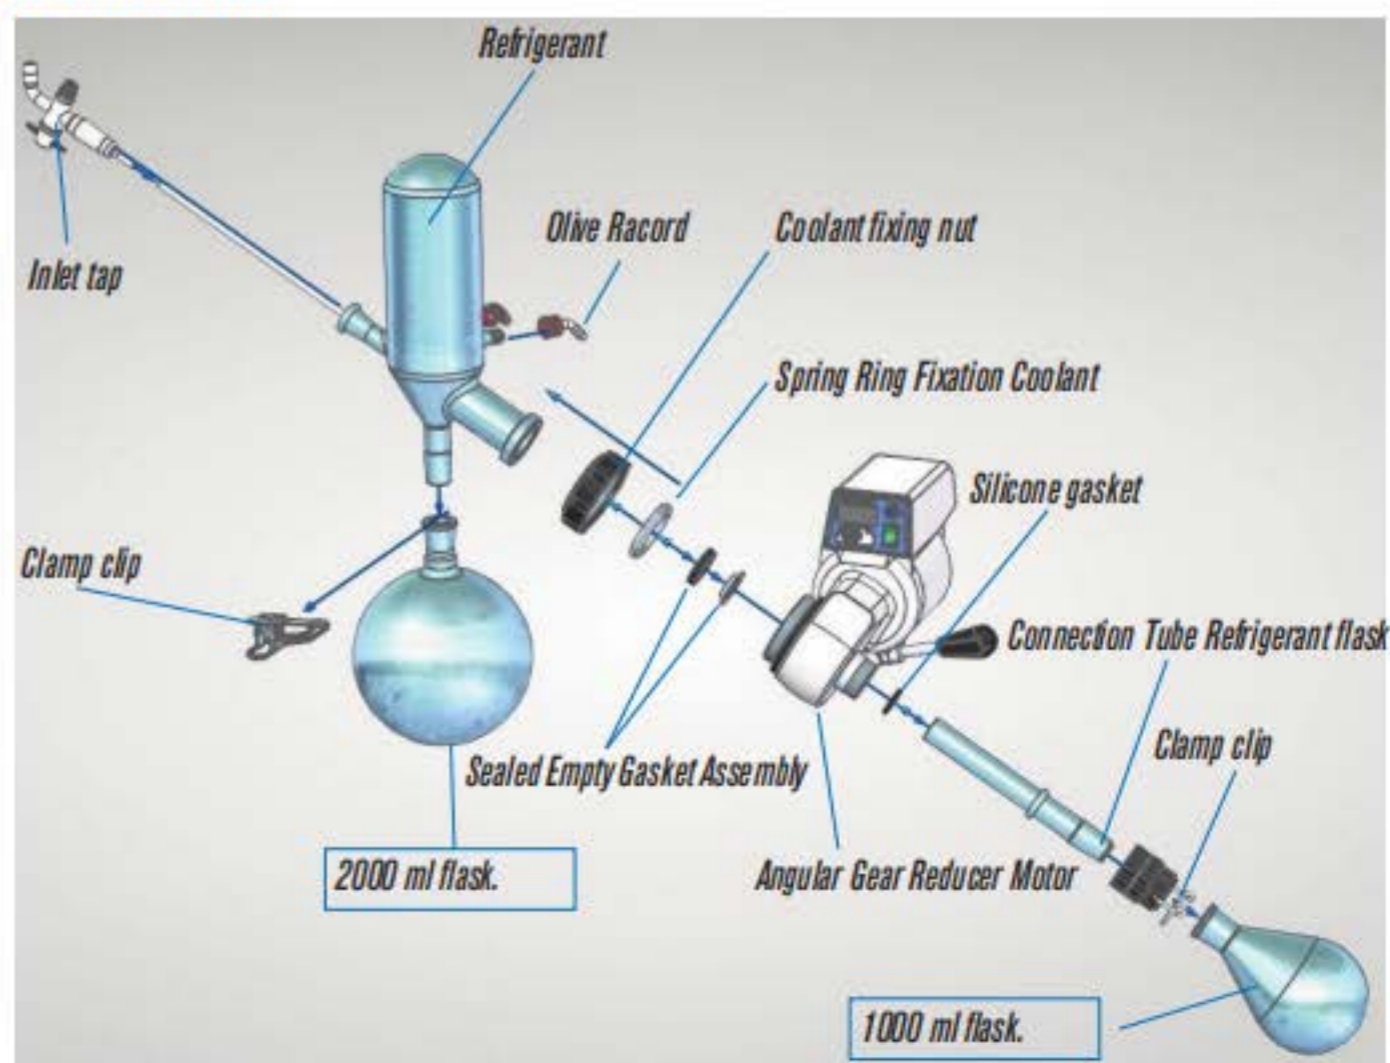 Refrigerant
Olive Racord
Coolant fixing nut
Inlet tap
Spring Ring Fixation Coolant
Silicone gasket
Clamp clip
Connection Tube Refrigerant flask
Clamp clip
Sealed Empty Gasket Assembly
2000 ml flask.
Angular Gear Reducer Motor
1000 ml flask.